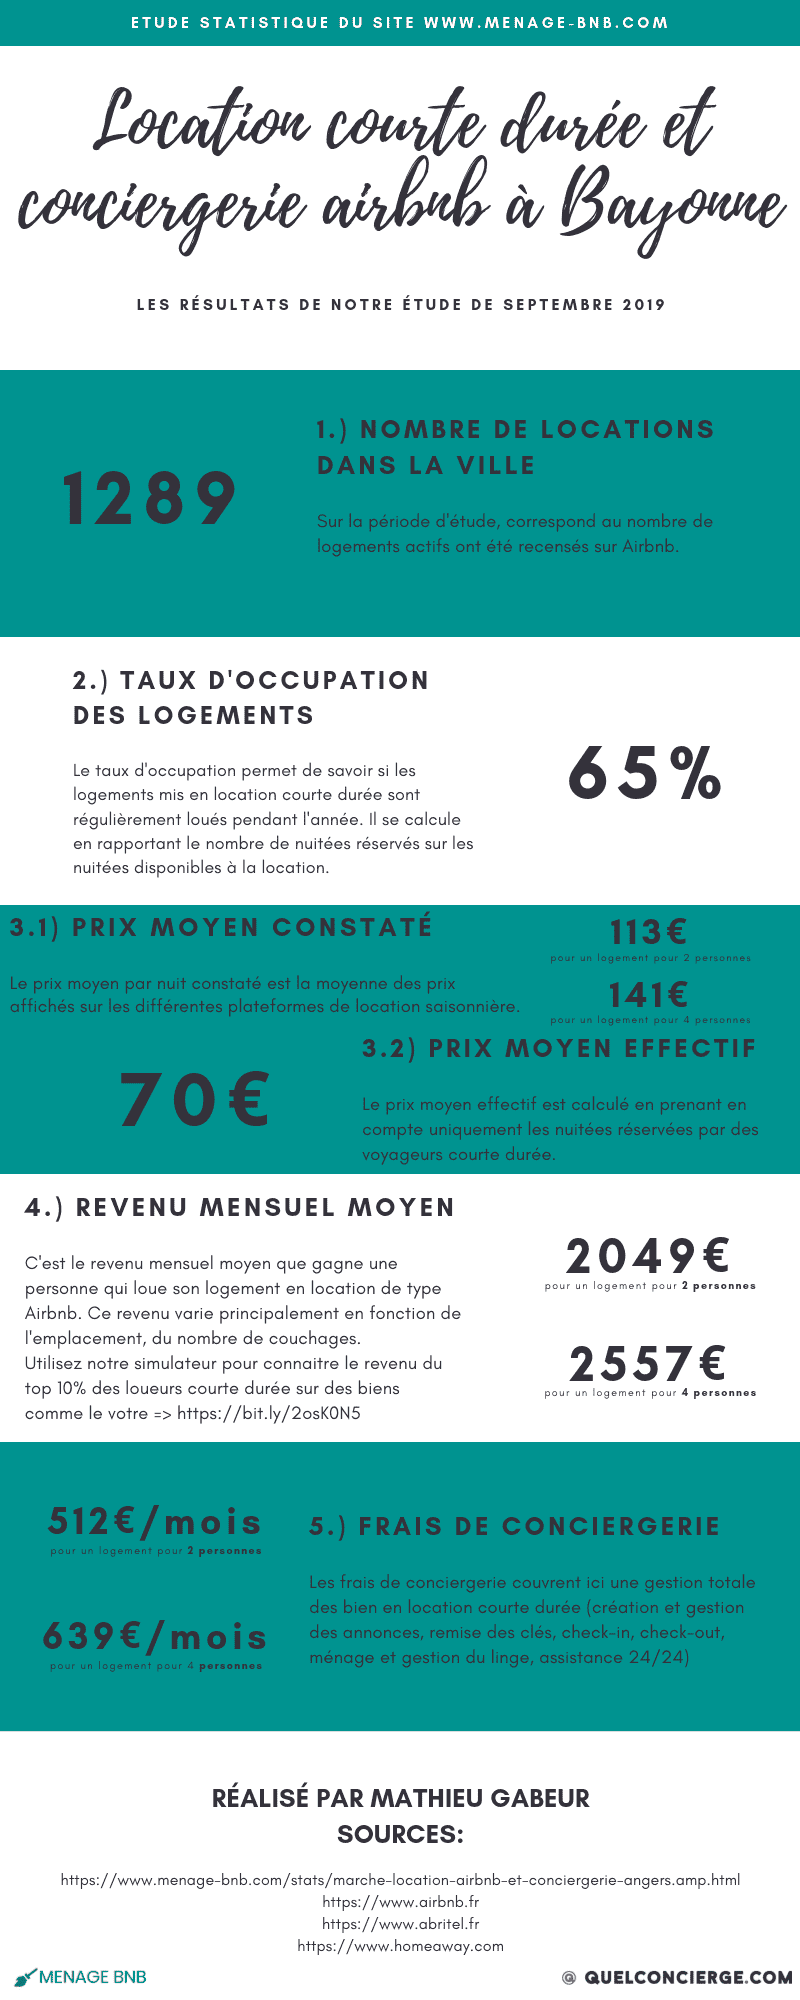 ETUDE STATISTIQUE DU SITE WWW.MENAGE-BNB.COM
Location courte durée et
conciergerie airbnb à Bayonne
LES RÉSULTATS DE NOTRE ÉTUDE DE SEPTEMBRE 2019
1.) NOMBRE DE LOCATIONS
DANS LA VILLE
1289
Sur la période d'étude, correspond au nombre de
logements actifs ont été recensés sur Airbnb.
2.) TAUX D'OCCUPATION
DES LOGEMENTS
Le taux d'occupation permet de savoir si les
logements mis en location courte durée sont
régulièrement loués pendant l'année. Il se calcule
en rapportant le nombre de nuitées réservés sur les
nuitées disponibles à la location.
65%
3.1) PRIX MOYEN CONSTATÉ
Le prix moyen par nuit constaté est la moyenne des prix
affichés sur les différentes plateformes de location saisonnière.
113€
pour un logement pour 2 personnes
141€
pour un logement pour 4 personnes
3.2) PRIX MOYEN EFFECTIF
70€
Le prix moyen effectif est calculé en prenant en
compte uniquement les nuitées réservées par des
voyageurs courte durée.
4.) REVENU MENSUEL MOYEN
C'est le revenu mensuel moyen que gagne une
personne qui loue son logement en location de type
Airbnb. Ce revenu varie principalement en fonction de
l'emplacement, du nombre de couchages.
Utilisez notre simulateur pour connaitre le revenu du
top 10% des loueurs courte durée sur des biens
comme le votre => https://bit.ly/2osK0N5
2049€
pour un logement pour 2 personnes
2557€
pour un logement pour 4 personnes
512€/mois
pour un logement pour 2 personnes
639€/mois
pour un logement pour 4 personnes
5.) FRAIS DE CONCIERGERIE
Les frais de conciergerie couvrent ici une gestion totale
des bien en location courte durée (création et gestion
des annonces, remise des clés, check-in, check-out,
ménage et gestion du linge, assistance 24/24)
RÉALISÉ PAR MATHIEU GABEUR
SOURCES:
https://www.menage-bnb.com/stats/marche-location-airbnb-et-conciergerie-angers.amp.html
https://www.airbnb.fr
https://www.abritel.fr
https://www.homeaway.com
MENAGE BNB
@ QUELCONCIERGE.COM